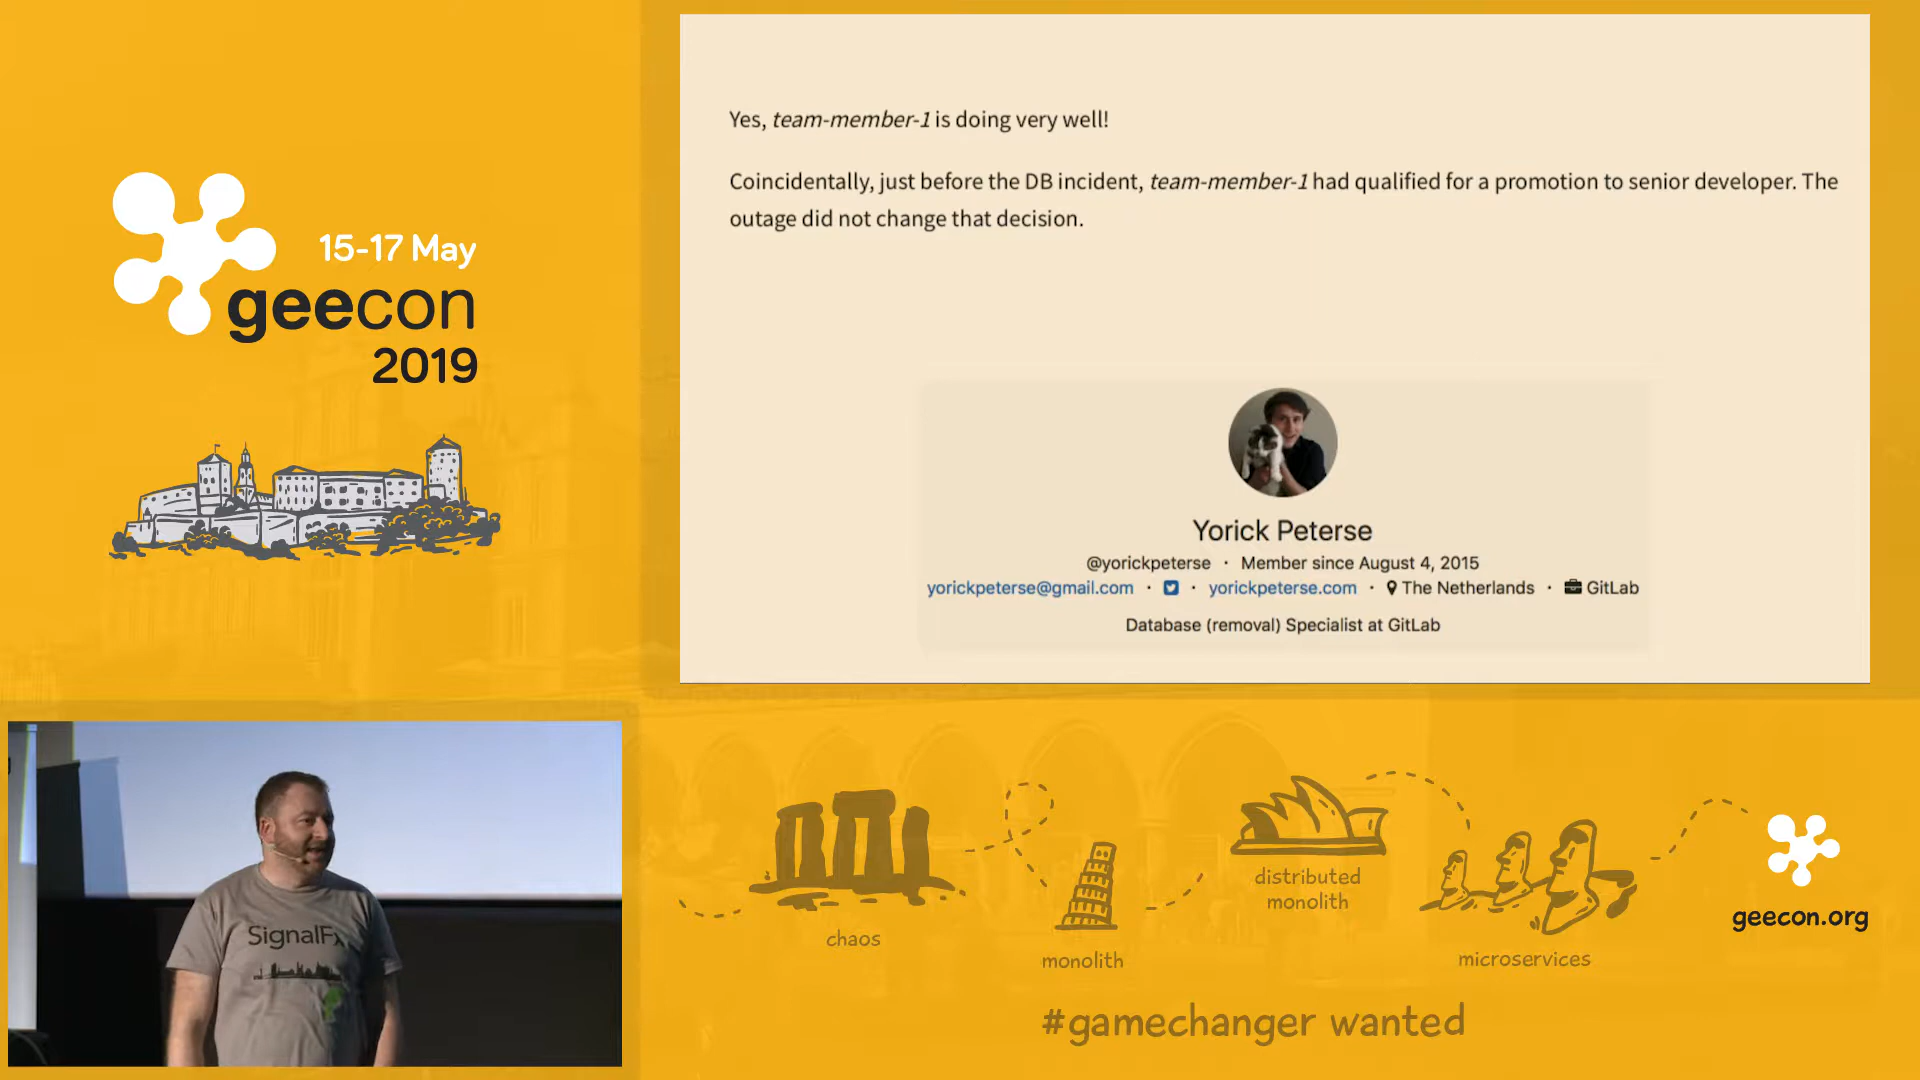 15-17 May
geecon
2019
Yes, team-member-1 is doing very well!
Coincidentally, just before the DB incident, team-member-1 had qualified for a promotion to senior developer. The
outage did not change that decision.
Yorick Peterse
@yorickpeterse · Member since August 4, 2015
yorickpeterse@gmail.com · · yorickpeterse.com · The Netherlands · GitLab
Database (removal) Specialist at GitLab
SignalFx
chaos
monolith
distributed
monolith
microservices
geecon.org
#gamechanger wanted